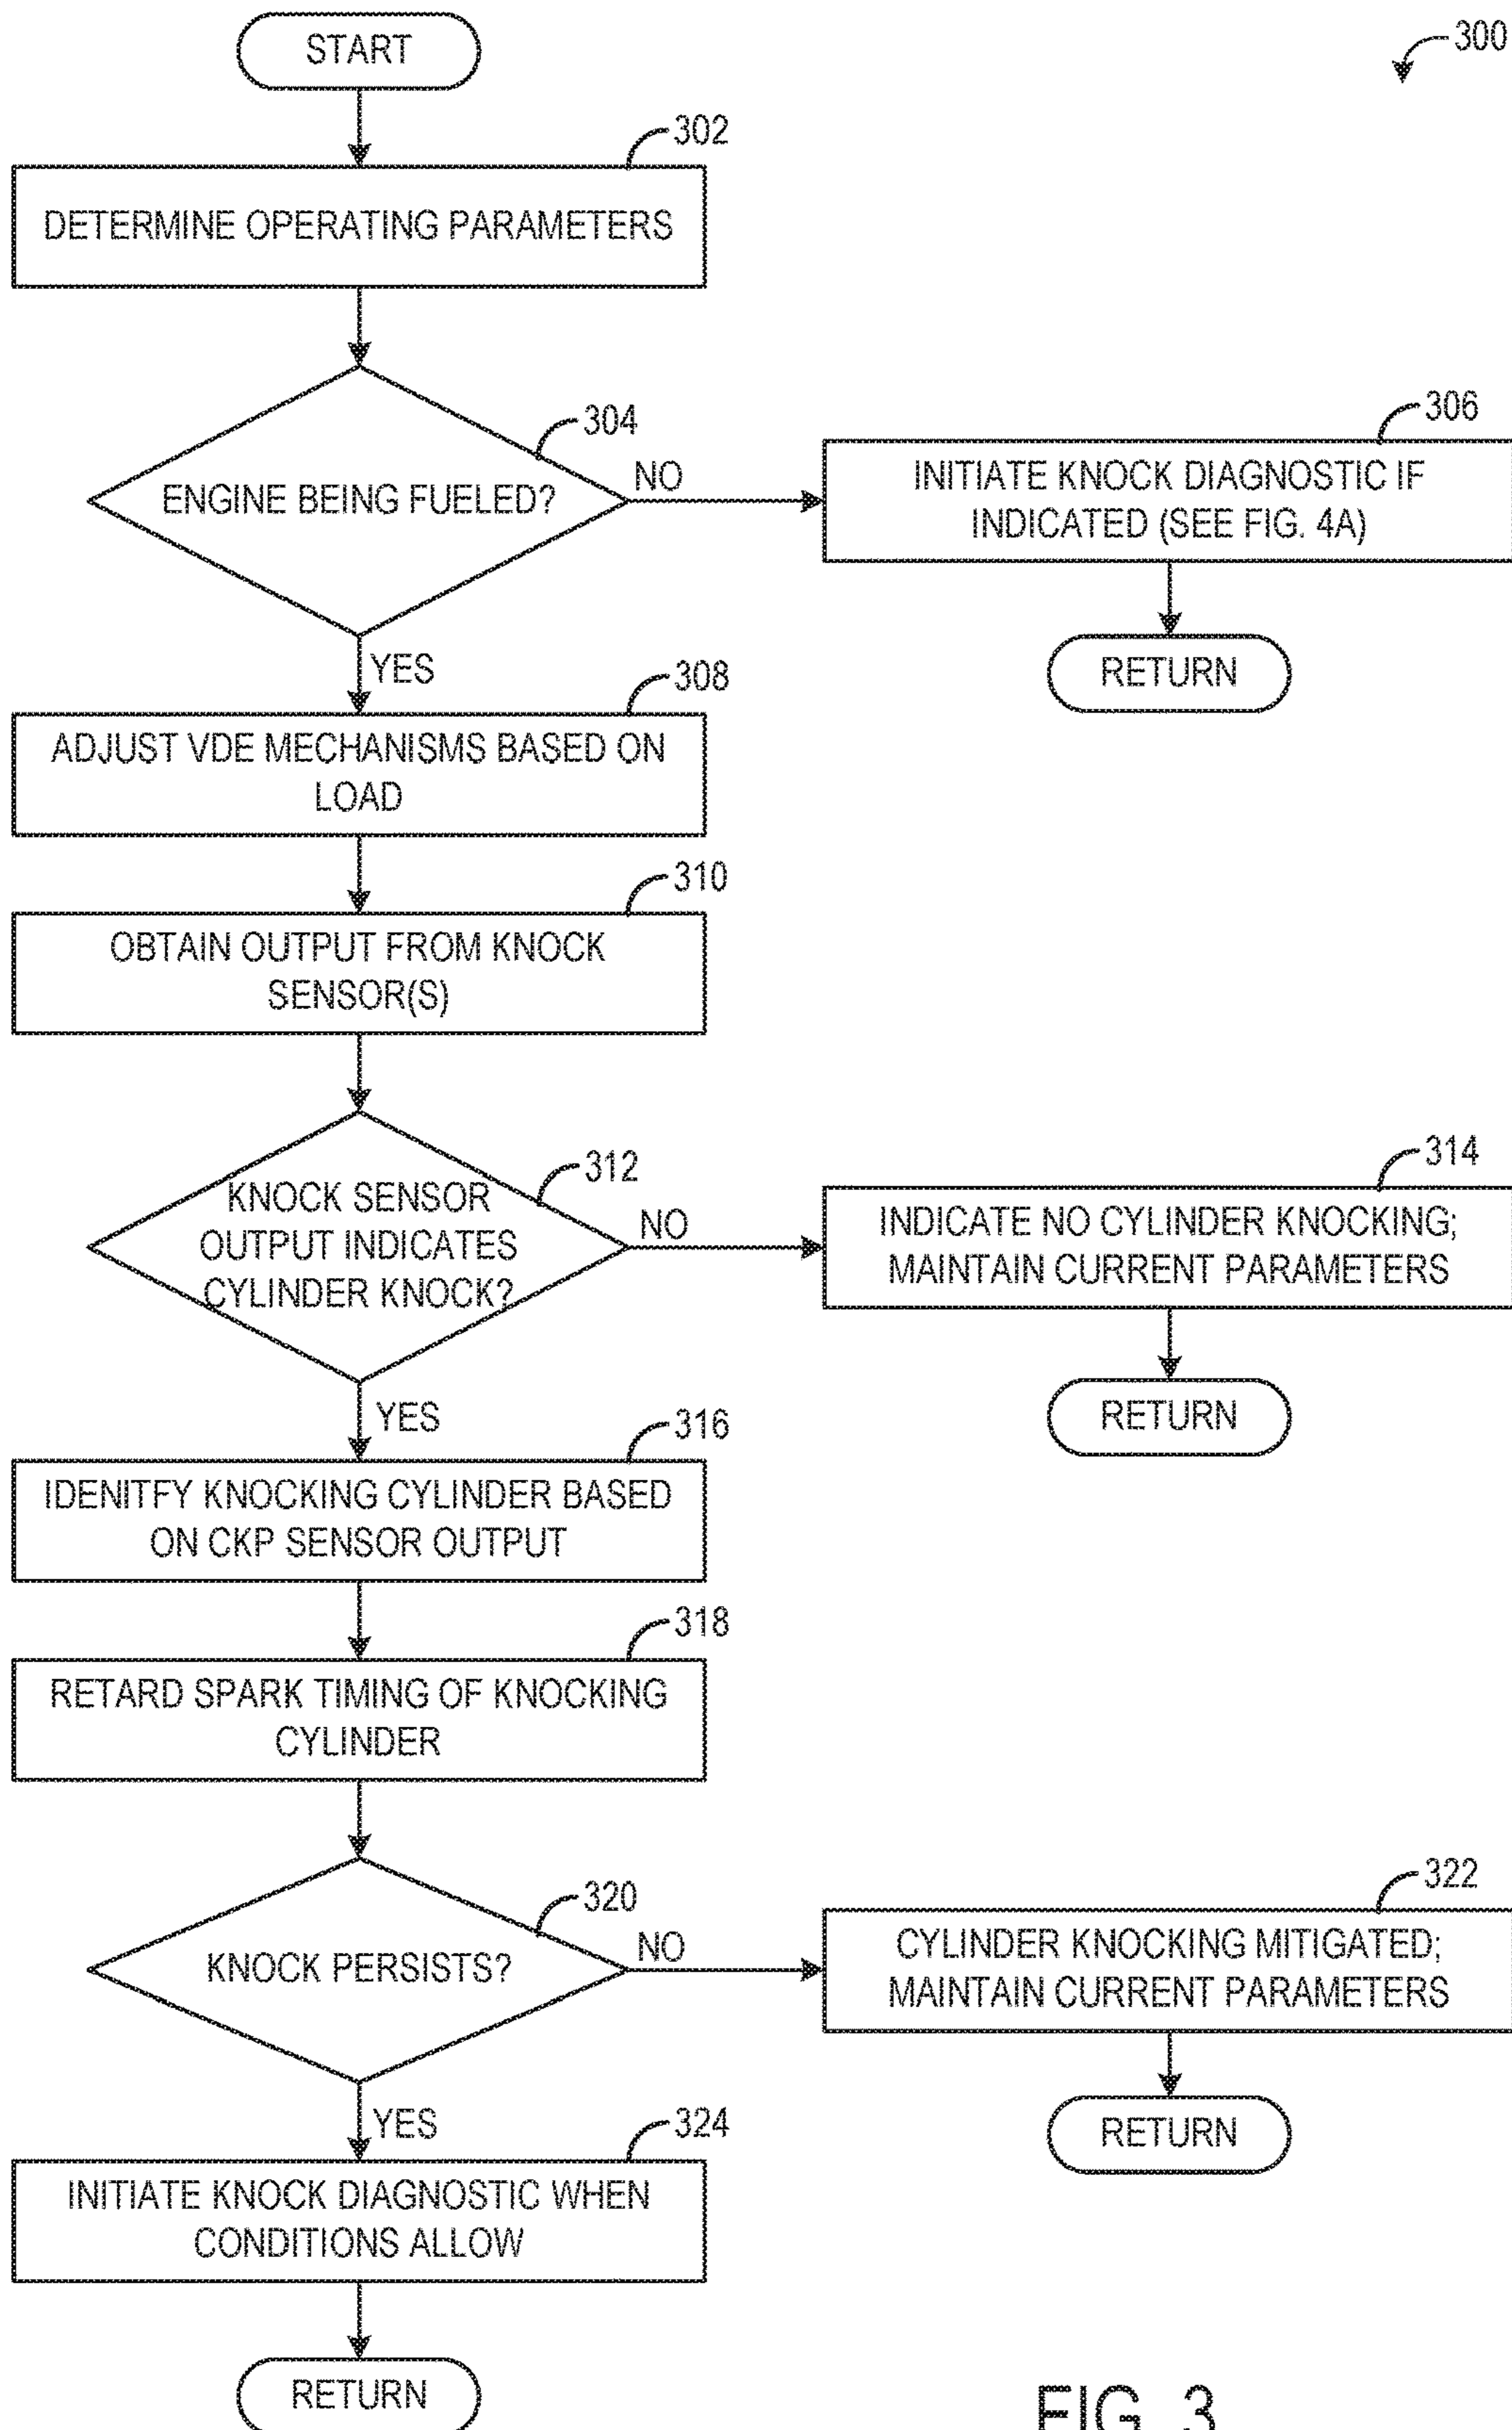 START
300
302
DETERMINE OPERATING PARAMETERS
304
ENGINE BEING FUELED?
NO
306
INITIATE KNOCK DIAGNOSTIC IF
INDICATED (SEE FIG. 4A)
RETURN
YES
308
ADJUST VDE MECHANISMS BASED ON
LOAD
310
OBTAIN OUTPUT FROM KNOCK
SENSOR(S)
312
KNOCK SENSOR
OUTPUT INDICATES
CYLINDER KNOCK?
NO
314
INDICATE NO CYLINDER KNOCKING;
MAINTAIN CURRENT PARAMETERS
RETURN
YES
316
IDENITFY KNOCKING CYLINDER BASED
ON CKP SENSOR OUTPUT
318
RETARD SPARK TIMING OF KNOCKING
CYLINDER
320
KNOCK PERSISTS?
NO
322
CYLINDER KNOCKING MITIGATED;
MAINTAIN CURRENT PARAMETERS
RETURN
YES
324
INITIATE KNOCK DIAGNOSTIC WHEN
CONDITIONS ALLOW
RETURN
FIG. 3